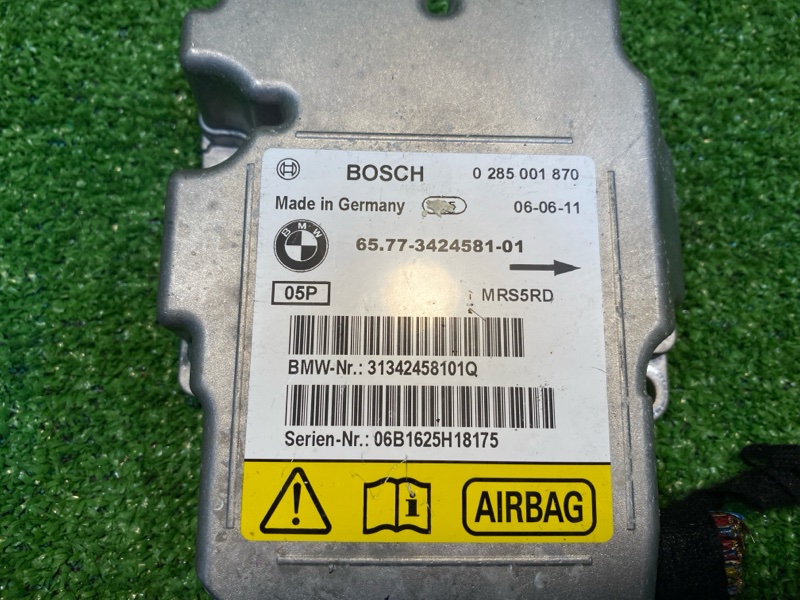 BOSCH 0 285 001 870
Made in Germany 06-06-11
BMW 65.77-3424581-01
05P MRS5RD
BMW-Nr.: 31342458101Q
Serien-Nr.: 06B1625H18175
i AIRBAG